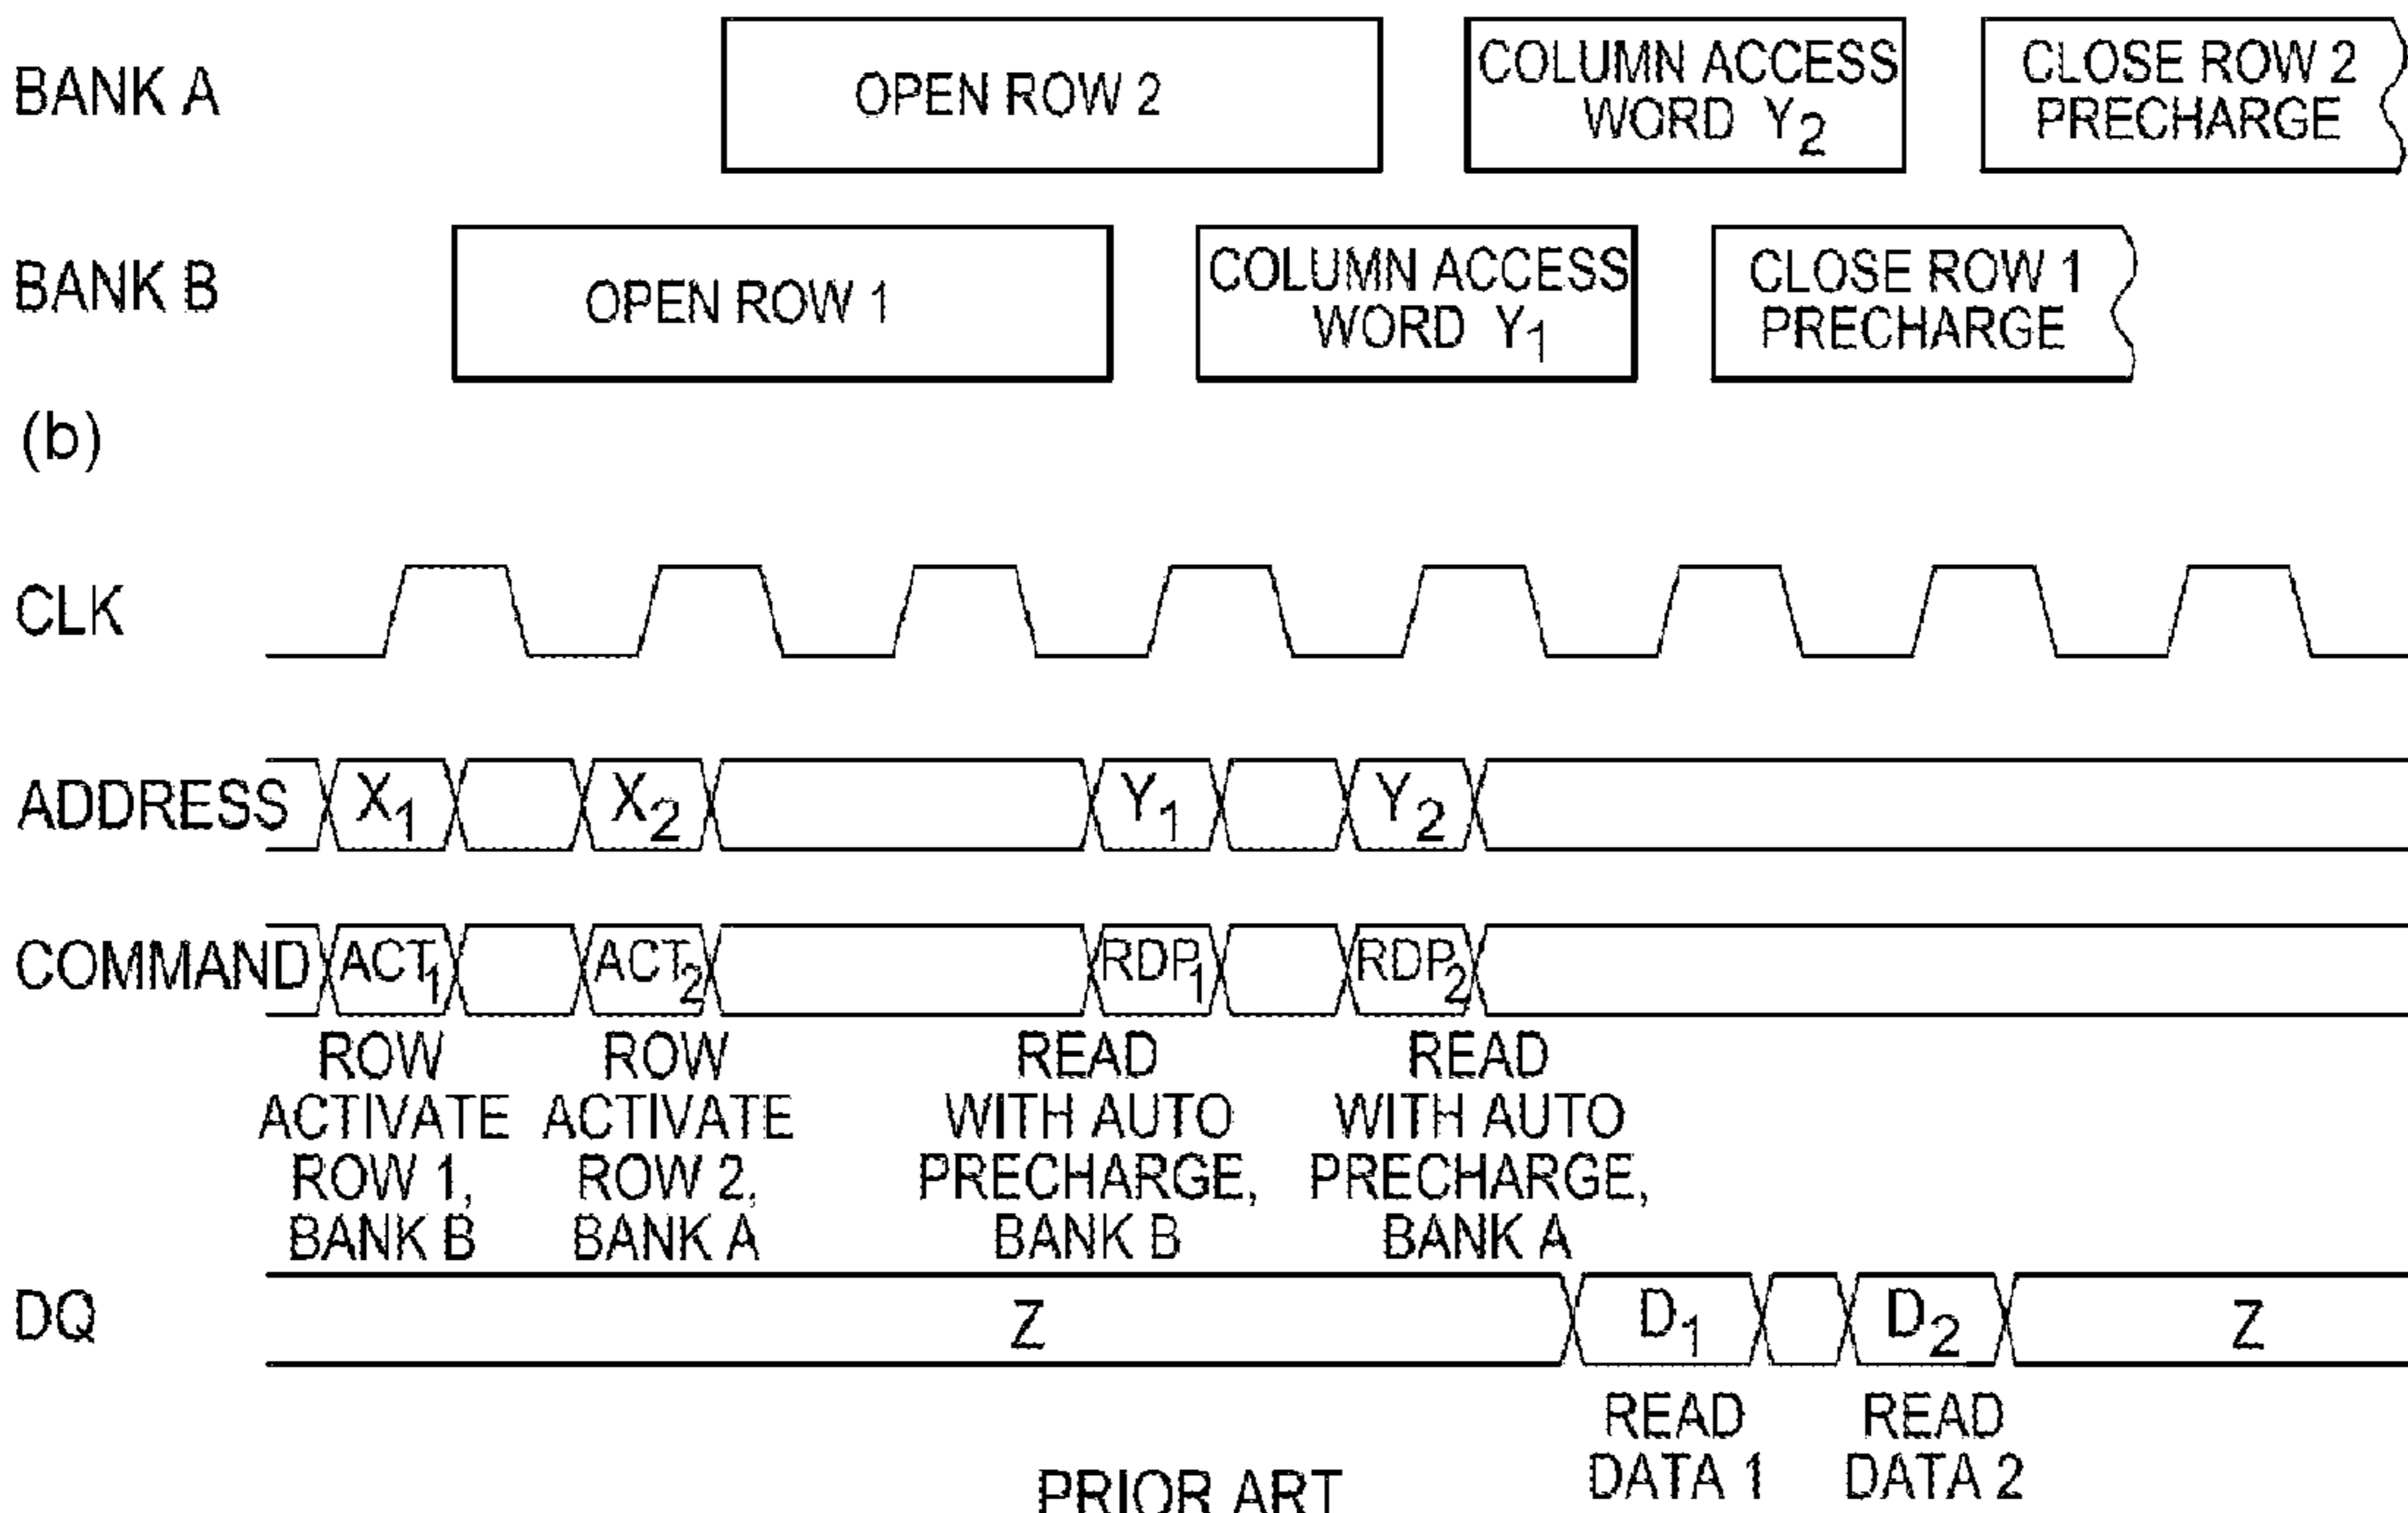 BANK A
OPEN ROW 2
COLUMN ACCESS
WORD Y2
CLOSE ROW 2
PRECHARGE
BANK B
OPEN ROW 1
COLUMN ACCESS
WORD Y1
CLOSE ROW 1
PRECHARGE
(b)
CLK
ADDRESS X1 X2 Y1 Y2
COMMAND ACT1 ACT2 RDP1 RDP2
ROW
ACTIVATE
ROW 1,
BANK B
ROW
ACTIVATE
ROW 2,
BANK A
READ
WITH AUTO
PRECHARGE,
BANK B
READ
WITH AUTO
PRECHARGE,
BANK A
DQ Z D1 D2 Z
READ
DATA 1
READ
DATA 2
PRIOR ART